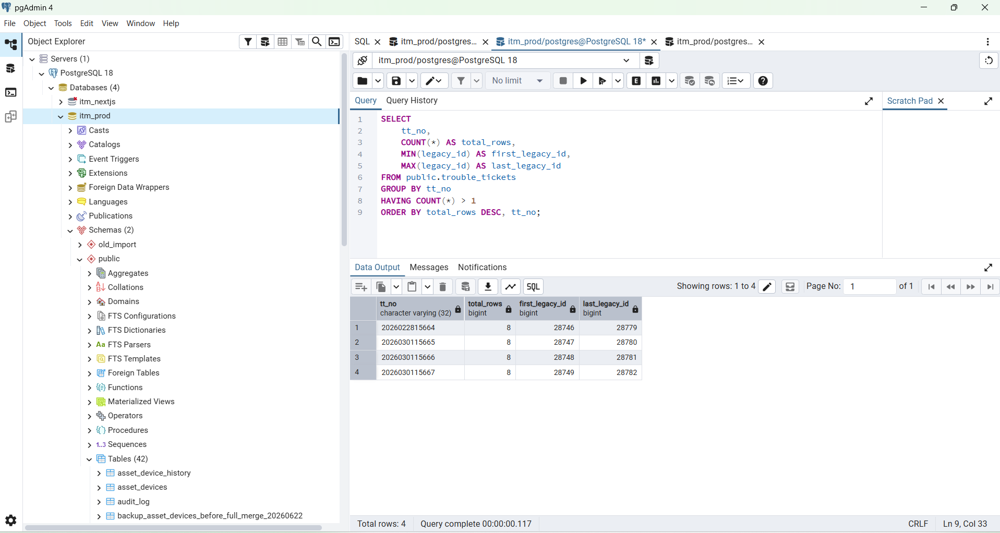 pgAdmin 4
File Object Tools Edit View Window Help
Object Explorer
Servers (1)
PostgreSQL 18
Databases (4)
itm_nextjs
itm_prod
Casts
Catalogs
Event Triggers
Extensions
Foreign Data Wrappers
Languages
Publications
Schemas (2)
old_import
public
Aggregates
Collations
Domains
FTS Configurations
FTS Dictionaries
Aa FTS Parsers
FTS Templates
Foreign Tables
Functions
Materialized Views
Operators
Procedures
1..3 Sequences
Tables (42)
asset_device_history
asset_devices
audit_log
backup_asset_devices_before_full_merge_20260622
SQL itm_prod/postgres... itm_prod/postgres@PostgreSQL 18* itm_prod/postgres...
itm_prod/postgres@PostgreSQL 18
No limit E
Query Query History
Scratch Pad
1 SELECT
2 tt_no,
3 COUNT(*) AS total_rows,
4 MIN(legacy_id) AS first_legacy_id,
5 MAX(legacy_id) AS last_legacy_id
6 FROM public.trouble_tickets
7 GROUP BY tt_no
8 HAVING COUNT(*) > 1
9 ORDER BY total_rows DESC, tt_no;
Data Output Messages Notifications
SQL Showing rows: 1 to 4 Page No: 1 of 1
tt_no total_rows first_legacy_id last_legacy_id
character varying (32) bigint bigint bigint
1 2026022815664 8 28746 28779
2 2026030115665 8 28747 28780
3 2026030115666 8 28748 28781
4 2026030115667 8 28749 28782
Total rows: 4 Query complete 00:00:00.117 CRLF Ln 9, Col 33